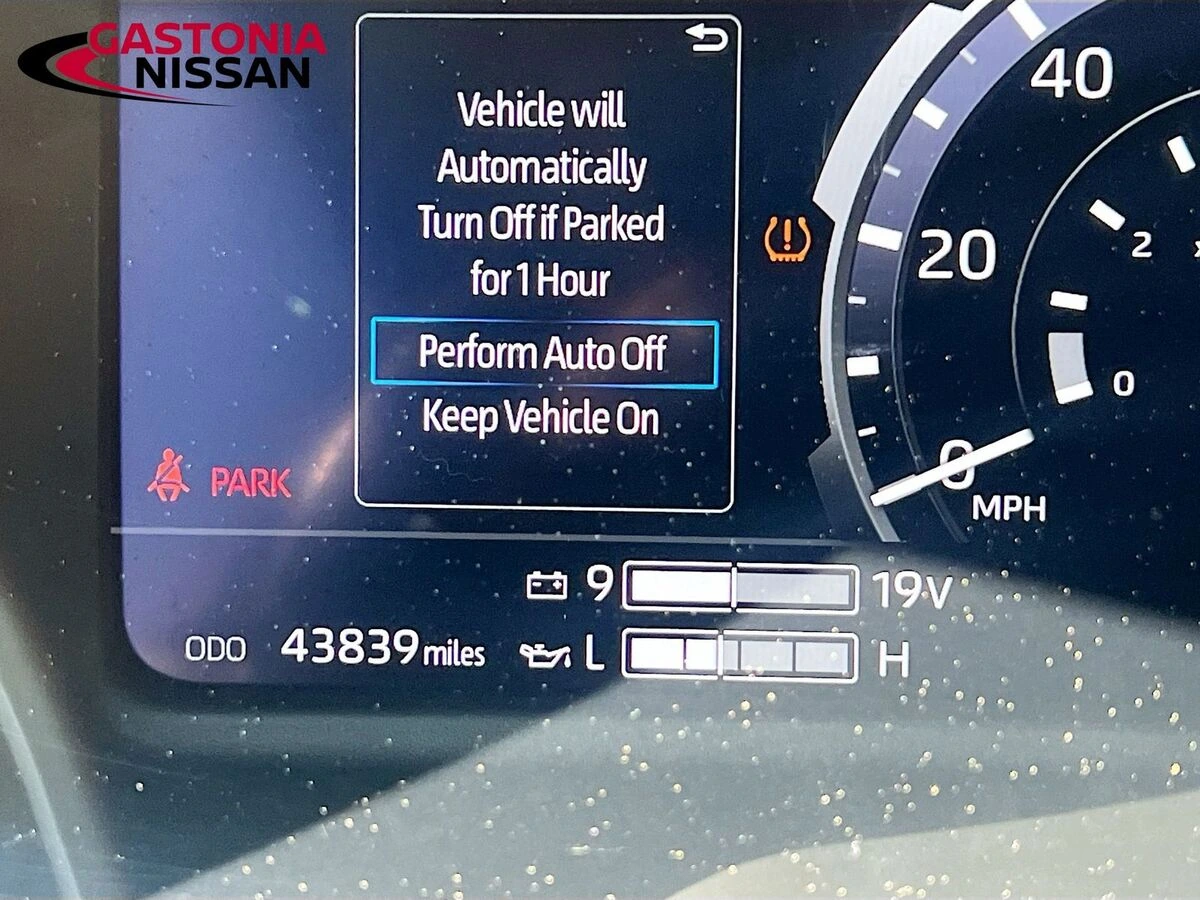 GASTONIA
NISSAN
Vehicle will
Automatically
Turn Off if Parked
for 1 Hour
Perform Auto Off
Keep Vehicle On
PARK
40
20
0
MPH
2
0
9 19V
ODO 43839 miles
L H